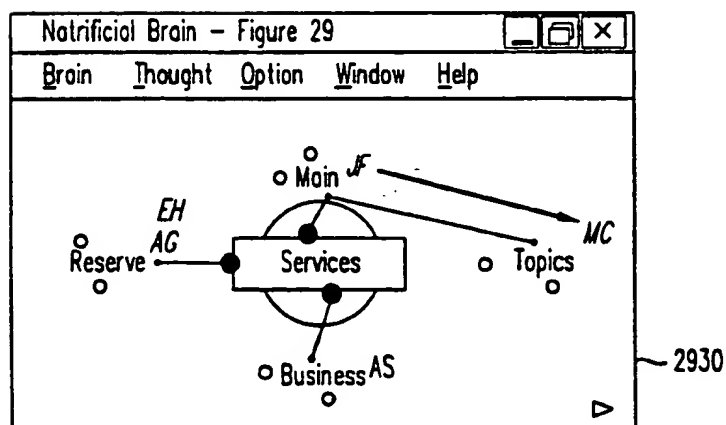 Natrificial Brain – Figure 29
Brain Thought Option Window Help
Main JF
EH
AG
MC
Reserve
Services
Topics
2930
Business AS